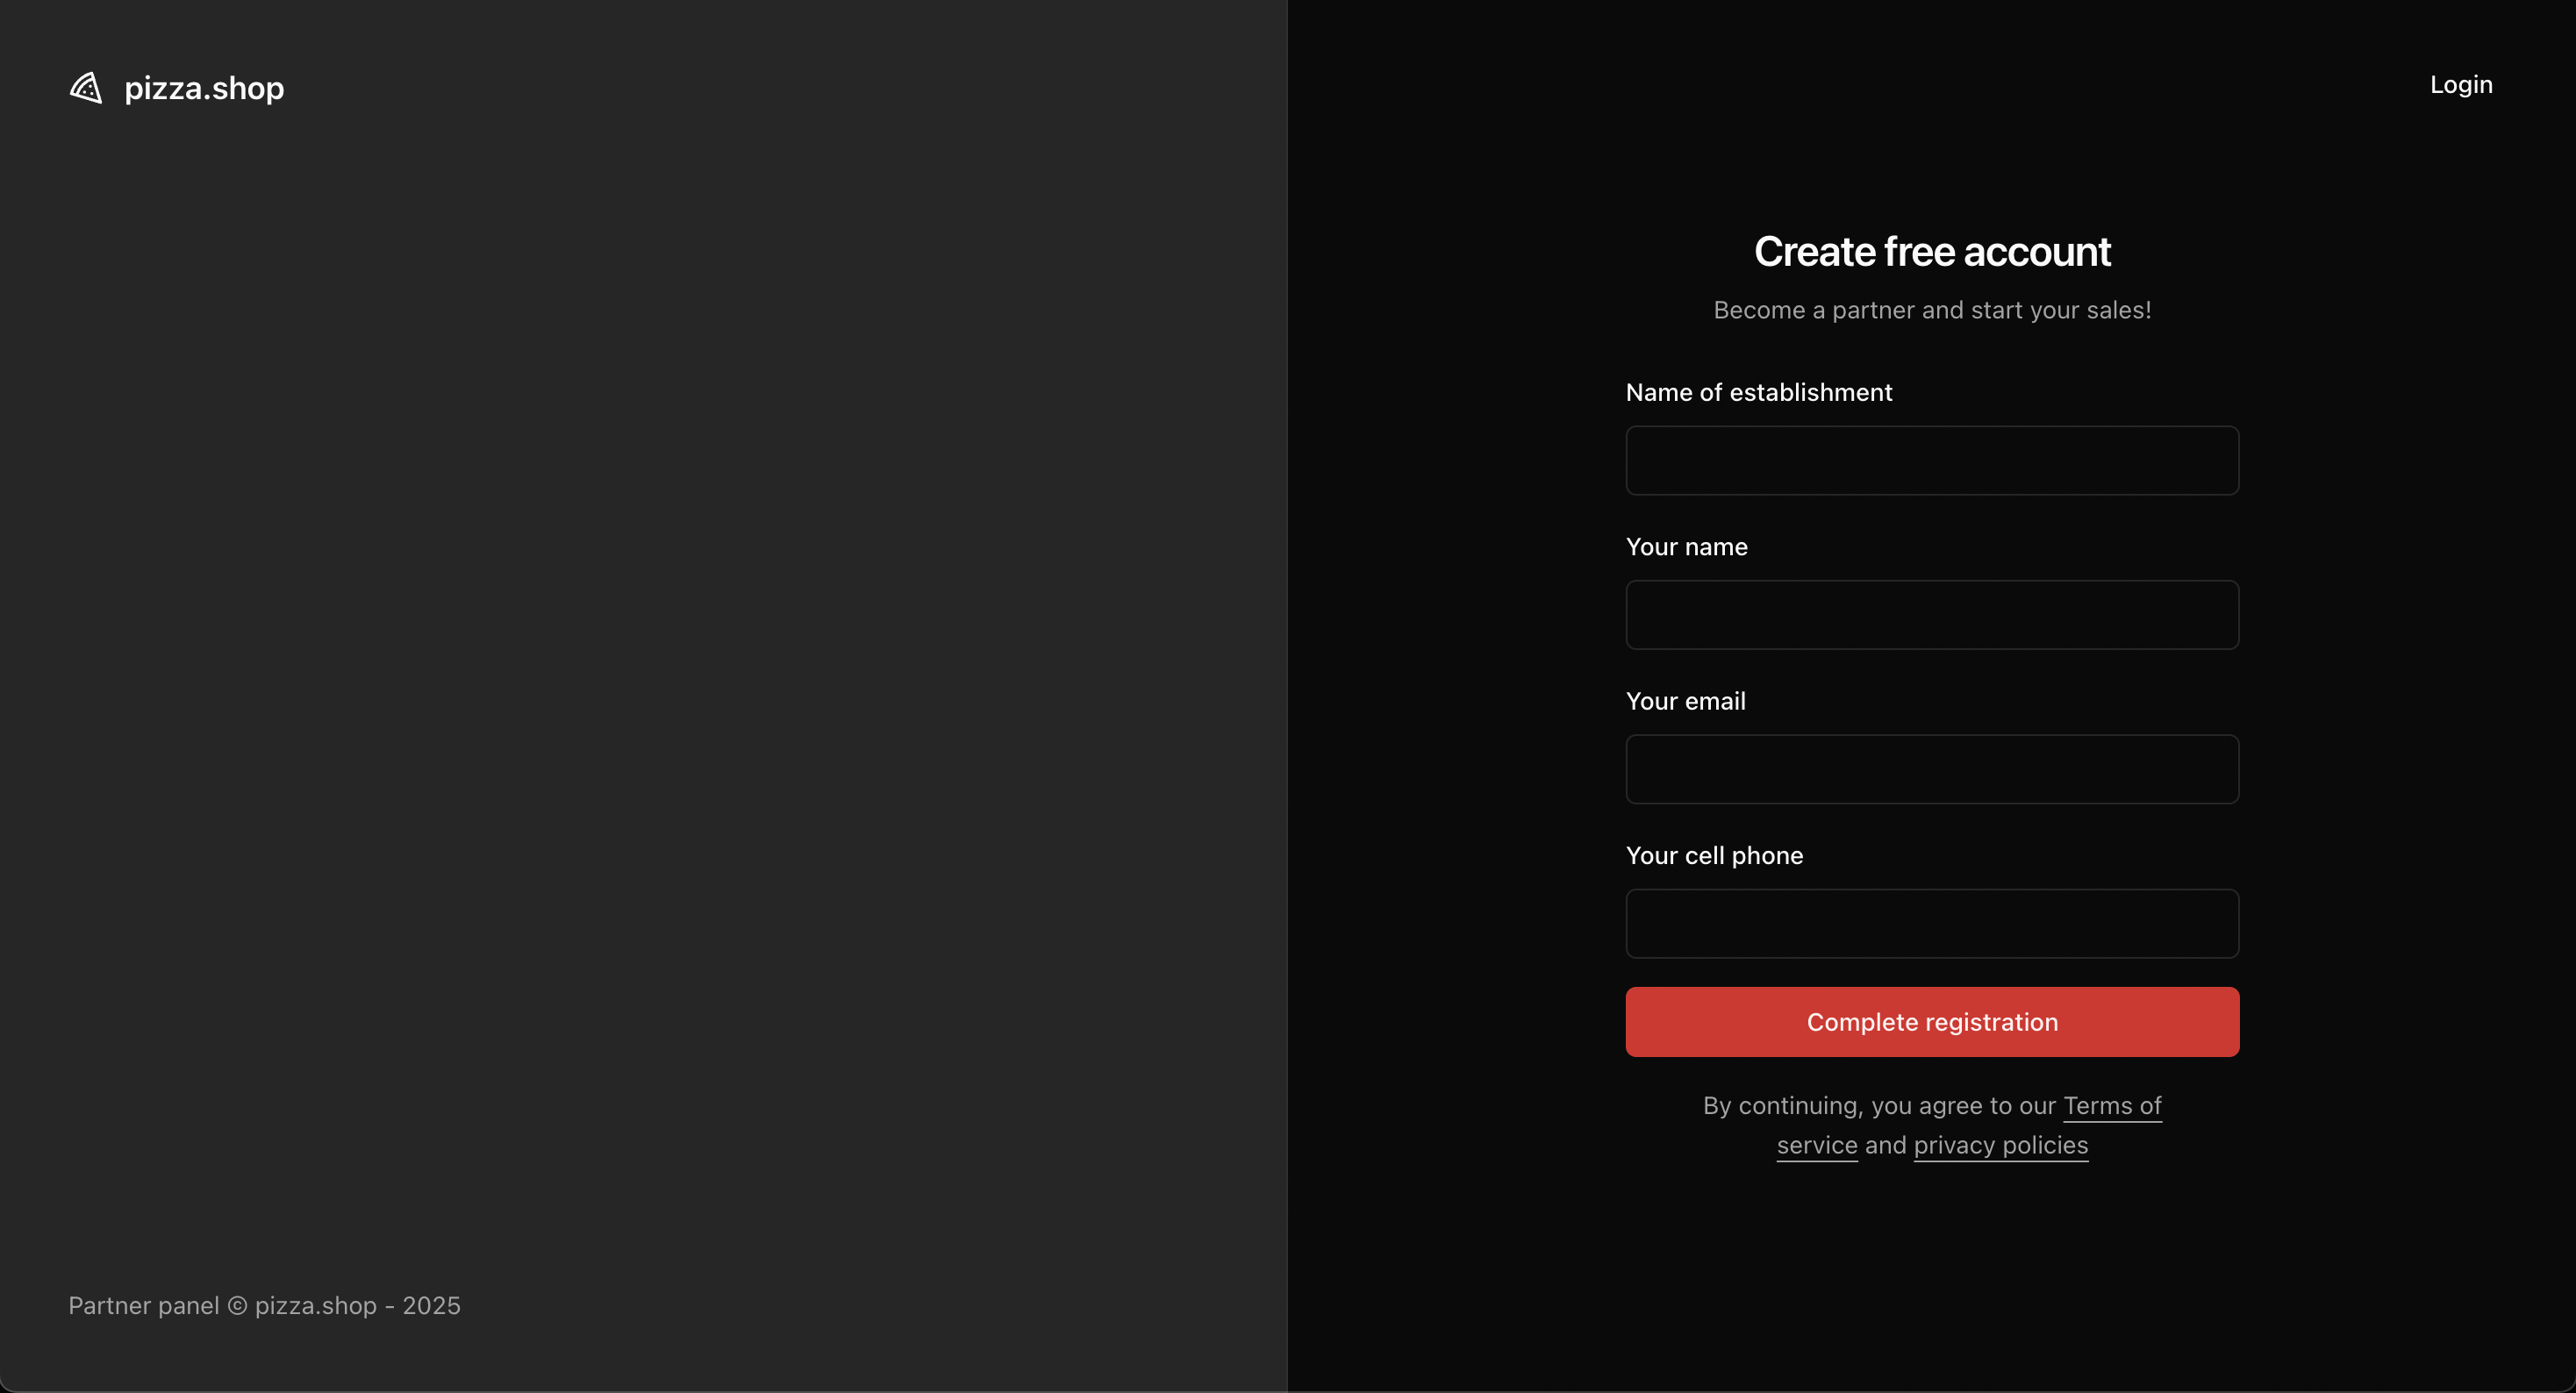 pizza.shop
Login
Create free account
Become a partner and start your sales!
Name of establishment
Your name
Your email
Your cell phone
Complete registration
By continuing, you agree to our Terms of
service and privacy policies
Partner panel © pizza.shop - 2025